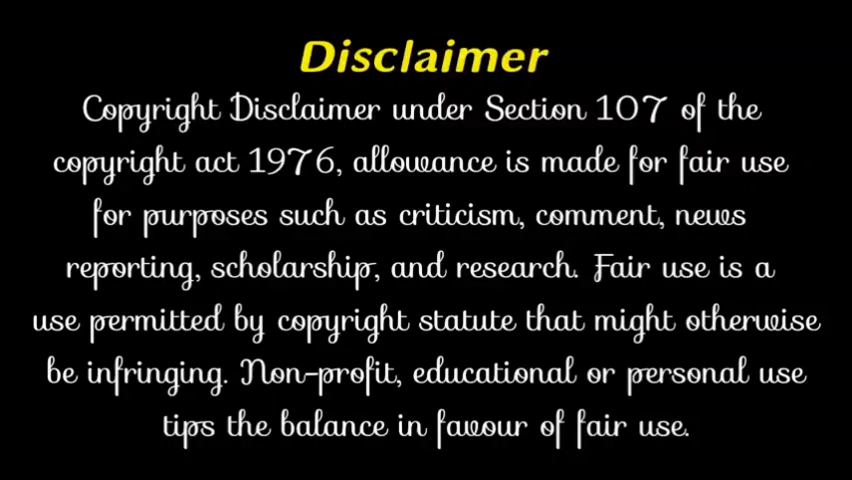 Disclaimer
Copyright Disclaimer under Section 107 of the
copyright act 1976, allowance is made for fair use
for purposes such as criticism, comment, news
reporting, scholarship, and research. Fair use is a
use permitted by copyright statute that might otherwise
be infringing. Non-profit, educational or personal use
tips the balance in favour of fair use.